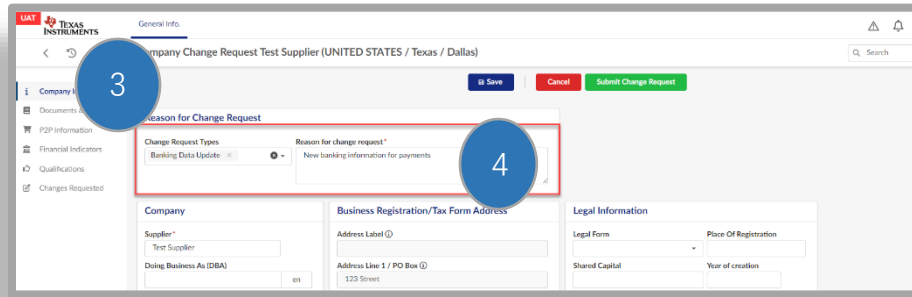 UAT
TEXAS INSTRUMENTS
General Info.
ompany Change Request Test Supplier (UNITED STATES / Texas / Dallas)
Search
3
Save
Cancel
Submit Change Request
Company I
Documents
P2P Information
Financial Indicators
Qualifications
Changes Requested
Reason for Change Request
Change Request Types
Reason for change request*
Banking Data Update
New banking information for payments
4
Company
Business Registration/Tax Form Address
Legal Information
Supplier*
Address Label
Legal Form
Place Of Registration
Test Supplier
Doing Business As (DBA)
Address Line 1 / PO Box
Shared Capital
Year of creation
en
123 Street